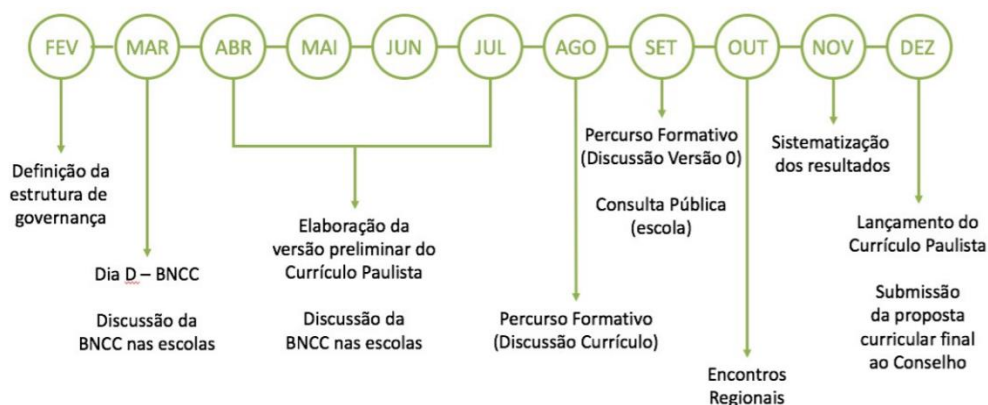 FEV MAR ABR MAI JUN JUL AGO SET OUT NOV DEZ
Definição da
estrutura de
governança
Dia D – BNCC
Discussão da
BNCC nas escolas
Elaboração da
versão preliminar do
Currículo Paulista
Discussão da
BNCC nas escolas
Percurso Formativo
(Discussão Currículo)
Percurso Formativo
(Discussão Versão 0)
Consulta Pública
(escola)
Encontros
Regionais
Sistematização
dos resultados
Lançamento do
Currículo Paulista
Submissão
da proposta
curricular final
ao Conselho